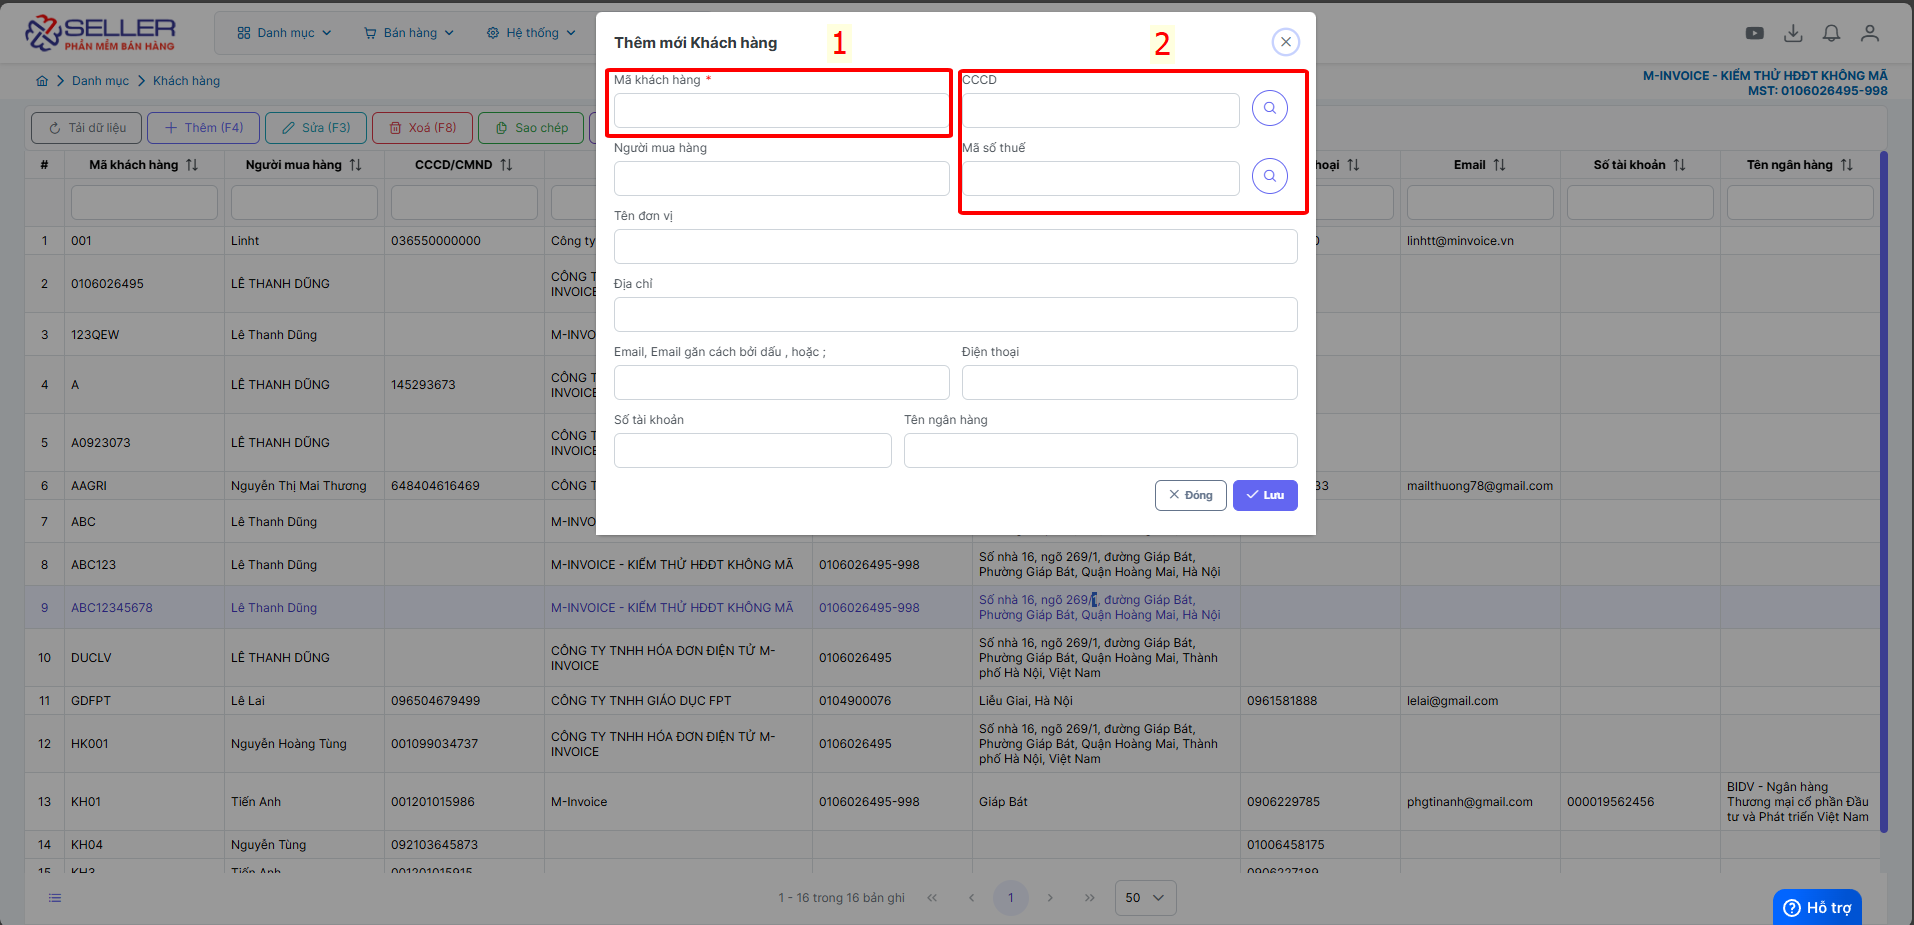 SELLER
PHẦN MỀM BÁN HÀNG
Danh mục
Bán hàng
Hệ thống
Danh mục
Khách hàng
M-INVOICE - KIỂM THỬ HĐĐT KHÔNG MÃ
MST: 0106026495-998
Tải dữ liệu
Thêm (F4)
Sửa (F3)
Xoá (F8)
Sao chép
Thêm mới Khách hàng
1
2
Mã khách hàng *
CCCD
Người mua hàng
Mã số thuế
Tên đơn vị
Địa chỉ
Email, Email găn cách bởi dấu , hoặc ;
Điện thoại
Số tài khoản
Tên ngân hàng
Đóng
Lưu
# Mã khách hàng Người mua hàng CCCD/CMND Email Số tài khoản Tên ngân hàng
1 001 Linht 036550000000 Công ty linhtt@minvoice.vn
2 0106026495 LÊ THANH DŨNG CÔNG T
INVOICE
3 123QEW Lê Thanh Dũng M-INVO
4 A LÊ THANH DŨNG 145293673 CÔNG T
INVOICE
5 A0923073 LÊ THANH DŨNG CÔNG T
INVOICE
6 AAGRI Nguyễn Thị Mai Thương 648404616469 CÔNG T 33 mailthuong78@gmail.com
7 ABC Lê Thanh Dũng M-INVO
8 ABC123 Lê Thanh Dũng M-INVOICE - KIỂM THỬ HĐĐT KHÔNG MÃ 0106026495-998 Số nhà 16, ngõ 269/1, đường Giáp Bát,
Phường Giáp Bát, Quận Hoàng Mai, Hà Nội
9 ABC12345678 Lê Thanh Dũng M-INVOICE - KIỂM THỬ HĐĐT KHÔNG MÃ 0106026495-998 Số nhà 16, ngõ 269/1, đường Giáp Bát,
Phường Giáp Bát, Quận Hoàng Mai, Hà Nội
10 DUCLV LÊ THANH DŨNG CÔNG TY TNHH HÓA ĐƠN ĐIỆN TỬ M-
INVOICE 0106026495 Số nhà 16, ngõ 269/1, đường Giáp Bát,
Phường Giáp Bát, Quận Hoàng Mai, Thành
phố Hà Nội, Việt Nam
11 GDFPT Lê Lai 096504679499 CÔNG TY TNHH GIÁO DỤC FPT 0104900076 Liễu Giai, Hà Nội 0961581888 lelai@gmail.com
12 HK001 Nguyễn Hoàng Tùng 001099034737 CÔNG TY TNHH HÓA ĐƠN ĐIỆN TỬ M-
INVOICE 0106026495 Số nhà 16, ngõ 269/1, đường Giáp Bát,
Phường Giáp Bát, Quận Hoàng Mai, Thành
phố Hà Nội, Việt Nam
13 KH01 Tiến Anh 001201015986 M-Invoice 0106026495-998 Giáp Bát 0906229785 phgtinanh@gmail.com 000019562456 BIDV - Ngân hàng
Thương mại cổ phần Đầu
tư và Phát triển Việt Nam
14 KH04 Nguyễn Tùng 092103645873 01006458175
15 KH3 Tiến Anh 001201015915 0906227189
1 - 16 trong 16 bản ghi
1
50
Hỗ trợ